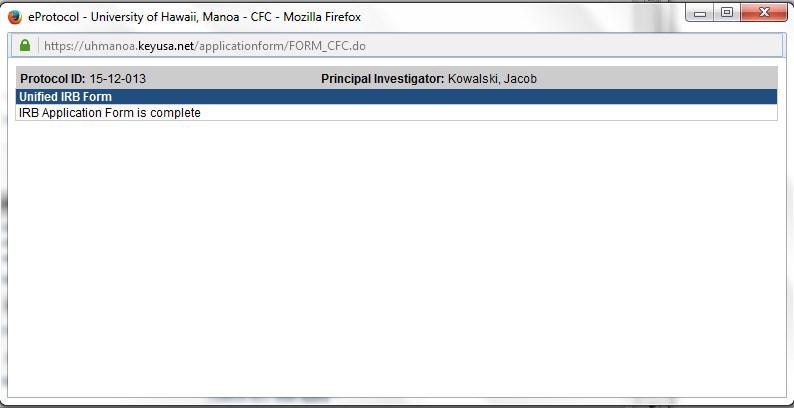 eProtocol - University of Hawaii, Manoa - CFC - Mozilla Firefox
https://uhmanoa.keyusa.net/applicationform/FORM_CFC.do
Protocol ID: 15-12-013 Principal Investigator: Kowalski, Jacob
Unified IRB Form
IRB Application Form is complete